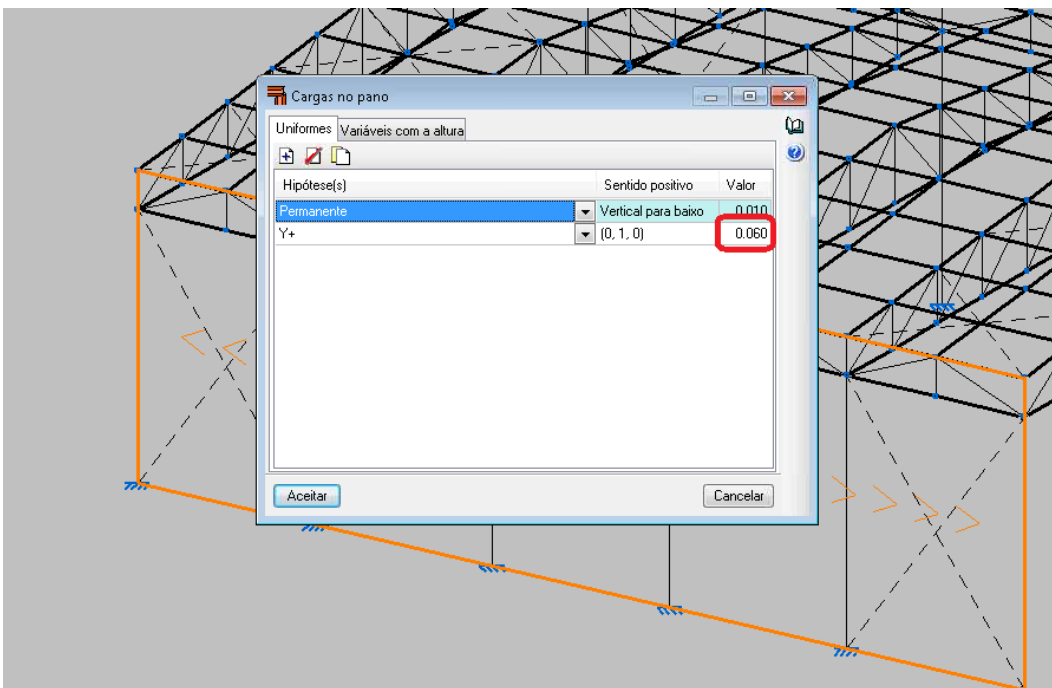 Cargas no pano
Uniformes Variáveis com a altura
Hipótese(s) Sentido positivo Valor
Permanente Vertical para baixo 0.010
Y+ (0, 1, 0) 0.060
Aceitar Cancelar